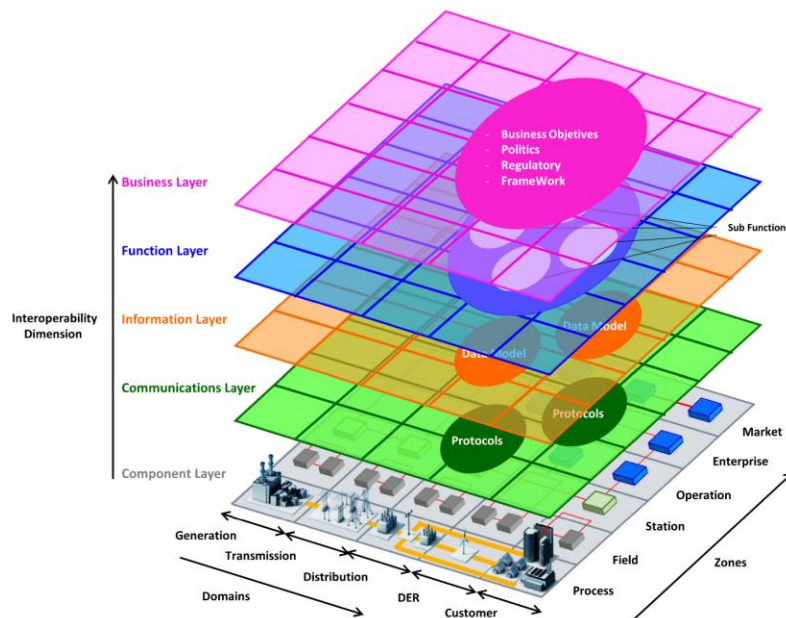 - Business Objetives
- Politics
- Regulatory
- FrameWork
Business Layer
Sub Function
Function Layer
Interoperability
Dimension
Information Layer
Data Model
Data Model
Communications Layer
Protocols
Protocols
Component Layer
Market
Enterprise
Operation
Station
Field
Process
Zones
Generation
Transmission
Distribution
DER
Customer
Domains